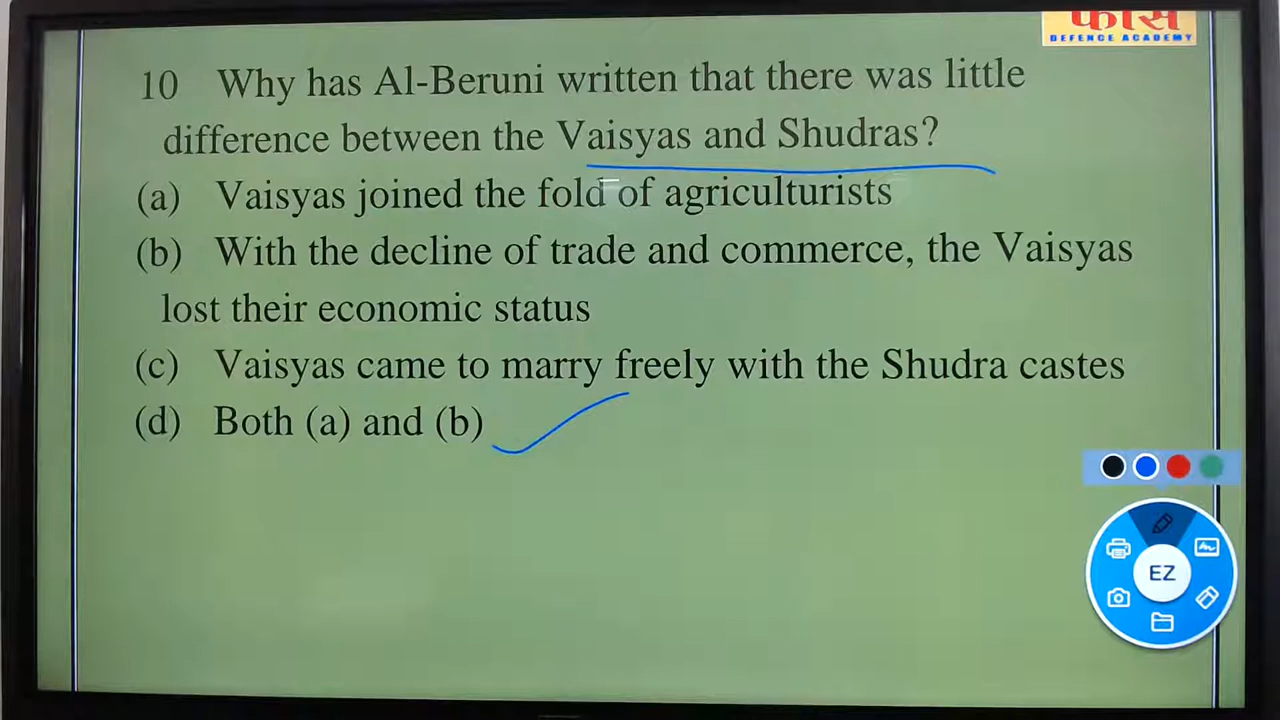 फोर्स
DEFENCE ACADEMY
10 Why has Al-Beruni written that there was little
difference between the Vaisyas and Shudras?
(a) Vaisyas joined the fold of agriculturists
(b) With the decline of trade and commerce, the Vaisyas
lost their economic status
(c) Vaisyas came to marry freely with the Shudra castes
(d) Both (a) and (b)
EZ